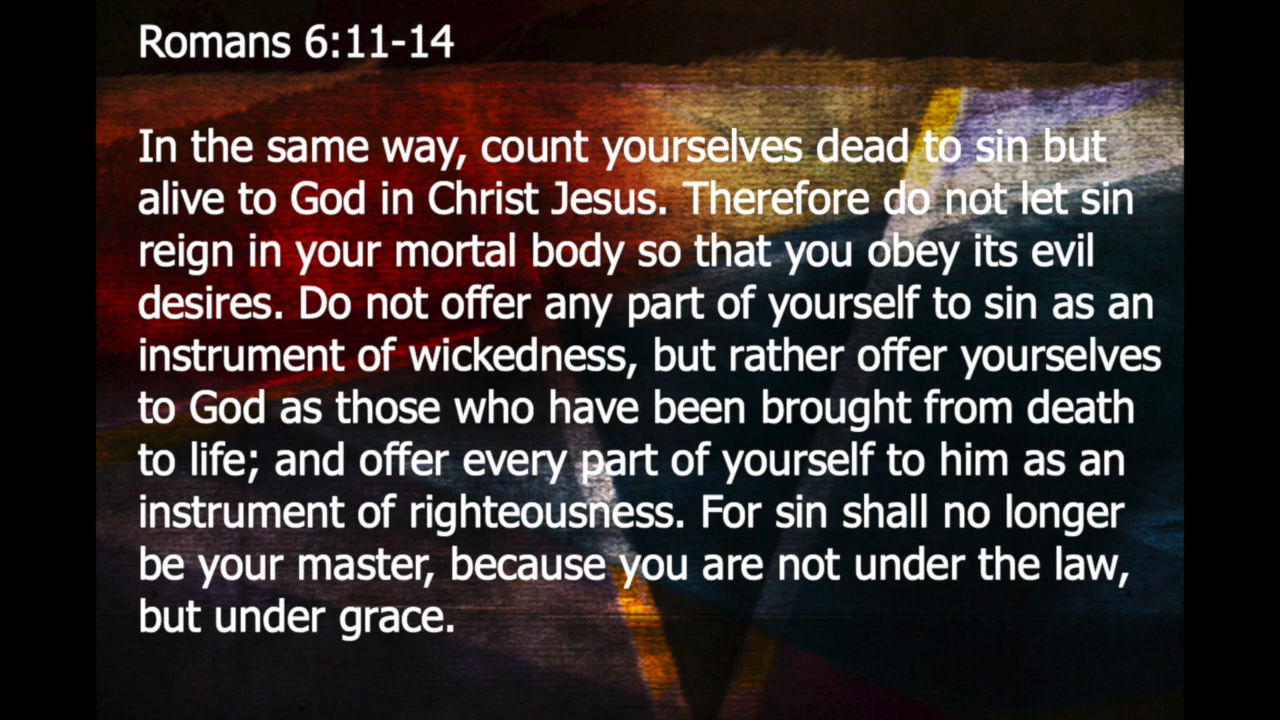 Romans 6:11-14
In the same way, count yourselves dead to sin but
alive to God in Christ Jesus. Therefore do not let sin
reign in your mortal body so that you obey its evil
desires. Do not offer any part of yourself to sin as an
instrument of wickedness, but rather offer yourselves
to God as those who have been brought from death
to life; and offer every part of yourself to him as an
instrument of righteousness. For sin shall no longer
be your master, because you are not under the law,
but under grace.